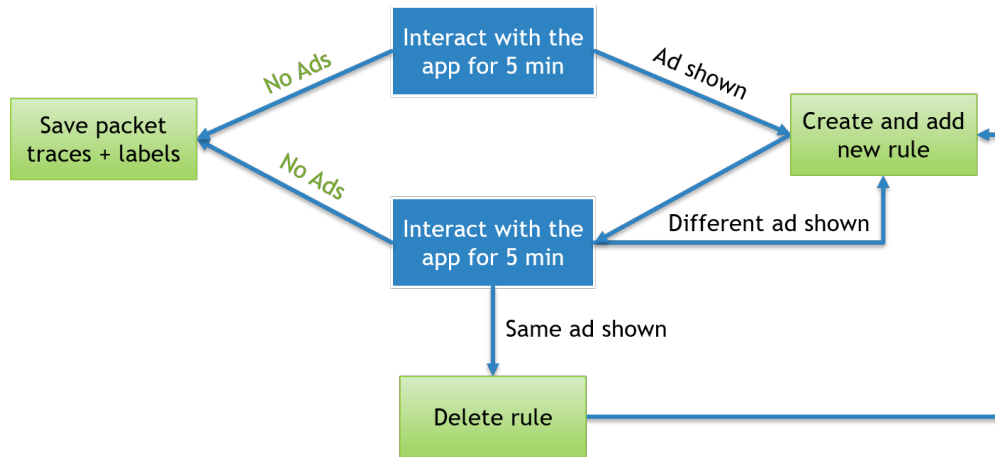 Interact with the
app for 5 min
No Ads
Ad shown
Save packet
traces + labels
Create and add
new rule
No Ads
Interact with the
app for 5 min
Different ad shown
Same ad shown
Delete rule